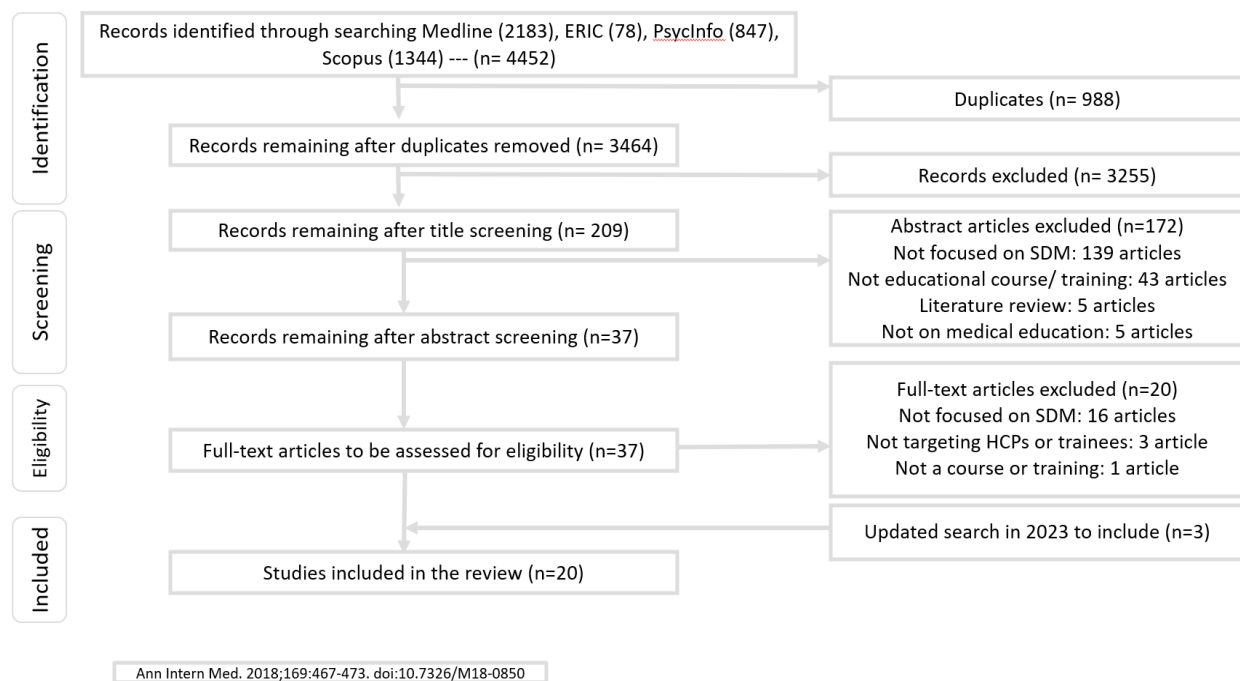 Identification
Records identified through searching Medline (2183), ERIC (78), PsycInfo (847),
Scopus (1344) --- (n= 4452)
Duplicates (n= 988)
Records remaining after duplicates removed (n= 3464)
Records excluded (n= 3255)
Screening
Records remaining after title screening (n= 209)
Abstract articles excluded (n=172)
Not focused on SDM: 139 articles
Not educational course/ training: 43 articles
Literature review: 5 articles
Not on medical education: 5 articles
Records remaining after abstract screening (n=37)
Eligibility
Full-text articles to be assessed for eligibility (n=37)
Full-text articles excluded (n=20)
Not focused on SDM: 16 articles
Not targeting HCPs or trainees: 3 article
Not a course or training: 1 article
Included
Updated search in 2023 to include (n=3)
Studies included in the review (n=20)
Ann Intern Med. 2018;169:467-473. doi:10.7326/M18-0850